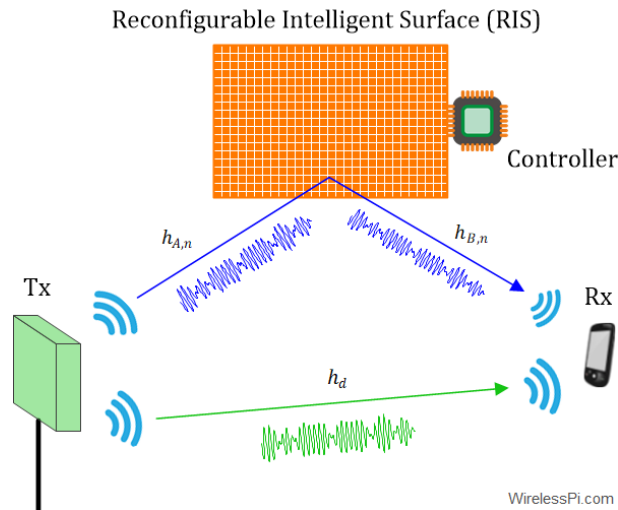 Reconfigurable Intelligent Surface (RIS)
Controller
h_{A,n}
h_{B,n}
Tx
Rx
h_d
WirelessPi.com